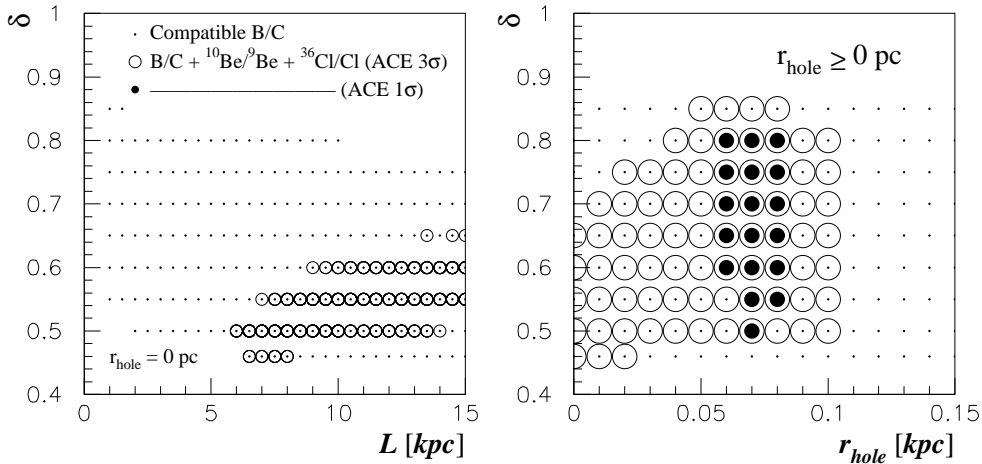 δ
1
0.9
0.8
0.7
0.6
0.5
0.4
Compatible B/C
B/C + ¹⁰Be/⁹Be + ³⁶Cl/Cl (ACE 3σ)
(ACE 1σ)
r_hole = 0 pc
0 5 10 15
L [kpc]
δ
1
0.9
0.8
0.7
0.6
0.5
0.4
r_hole ≥ 0 pc
0 0.05 0.1 0.15
r_hole [kpc]